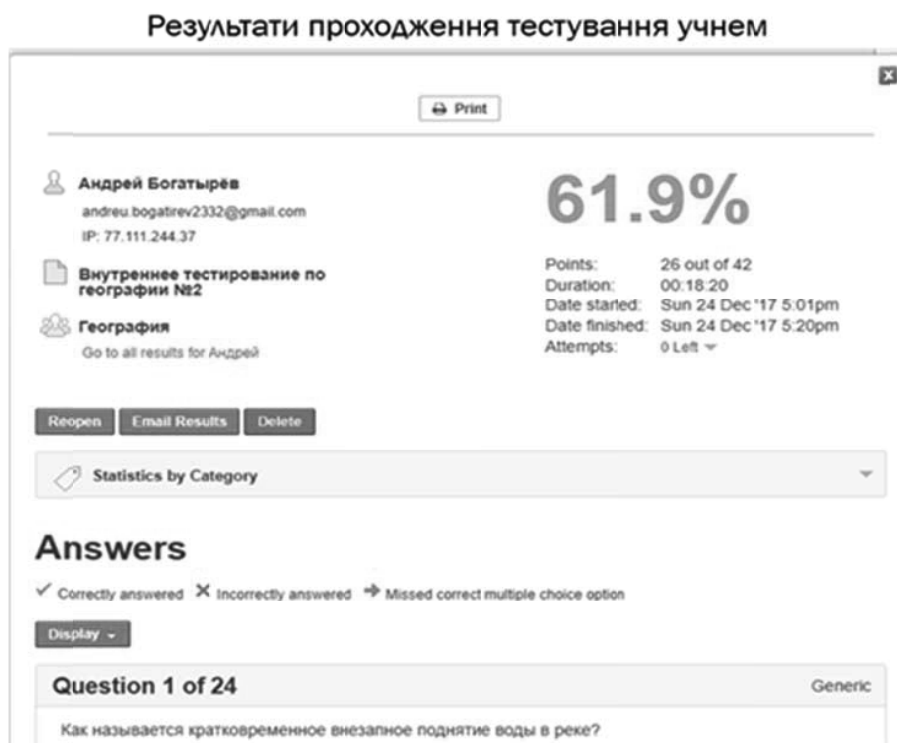 Результати проходження тестування учнем
x
Print
Андрей Богатырёв
andreu.bogatirev2332@gmail.com
IP: 77.111.244.37
Внутреннее тестирование по
географии №2
География
Go to all results for Андрей
61.9%
Points: 26 out of 42
Duration: 00:18:20
Date started: Sun 24 Dec '17 5:01pm
Date finished: Sun 24 Dec '17 5:20pm
Attempts: 0 Left
Reopen Email Results Delete
Statistics by Category
Answers
Correctly answered Incorrectly answered Missed correct multiple choice option
Display
Question 1 of 24 Generic
Как называется кратковременное внезапное поднятие воды в реке?